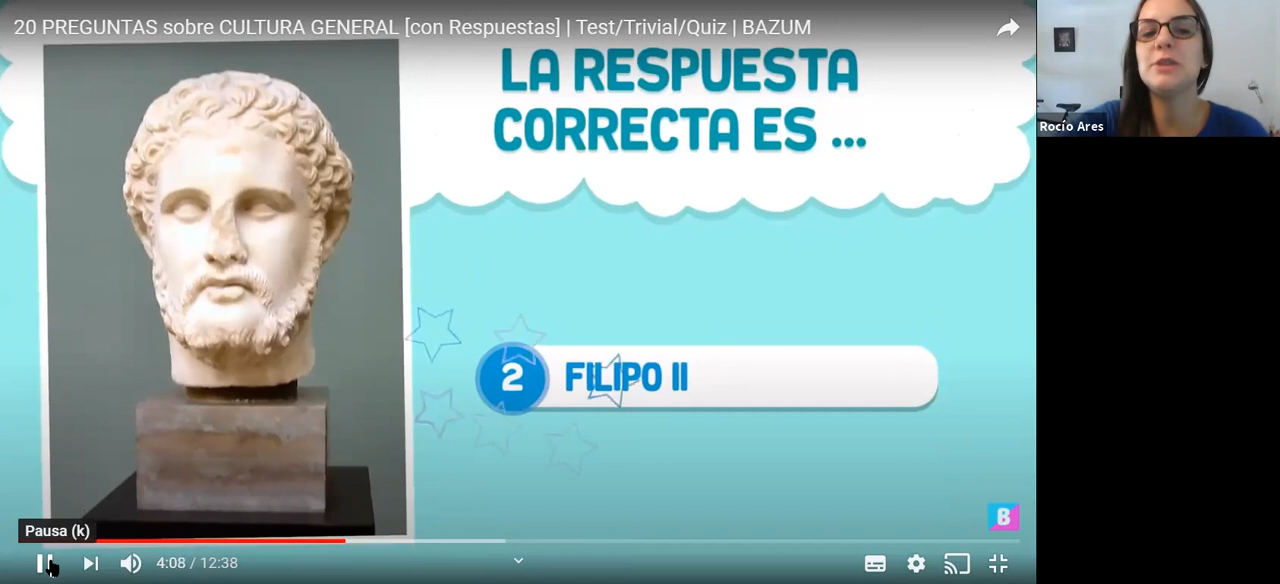 20 PREGUNTAS sobre CULTURA GENERAL [con Respuestas] | Test/Trivial/Quiz | BAZUM
LA RESPUESTA
CORRECTA ES ...
Rocío Ares
2 FILIPO II
B
Pausa (k)
4:08 / 12:38